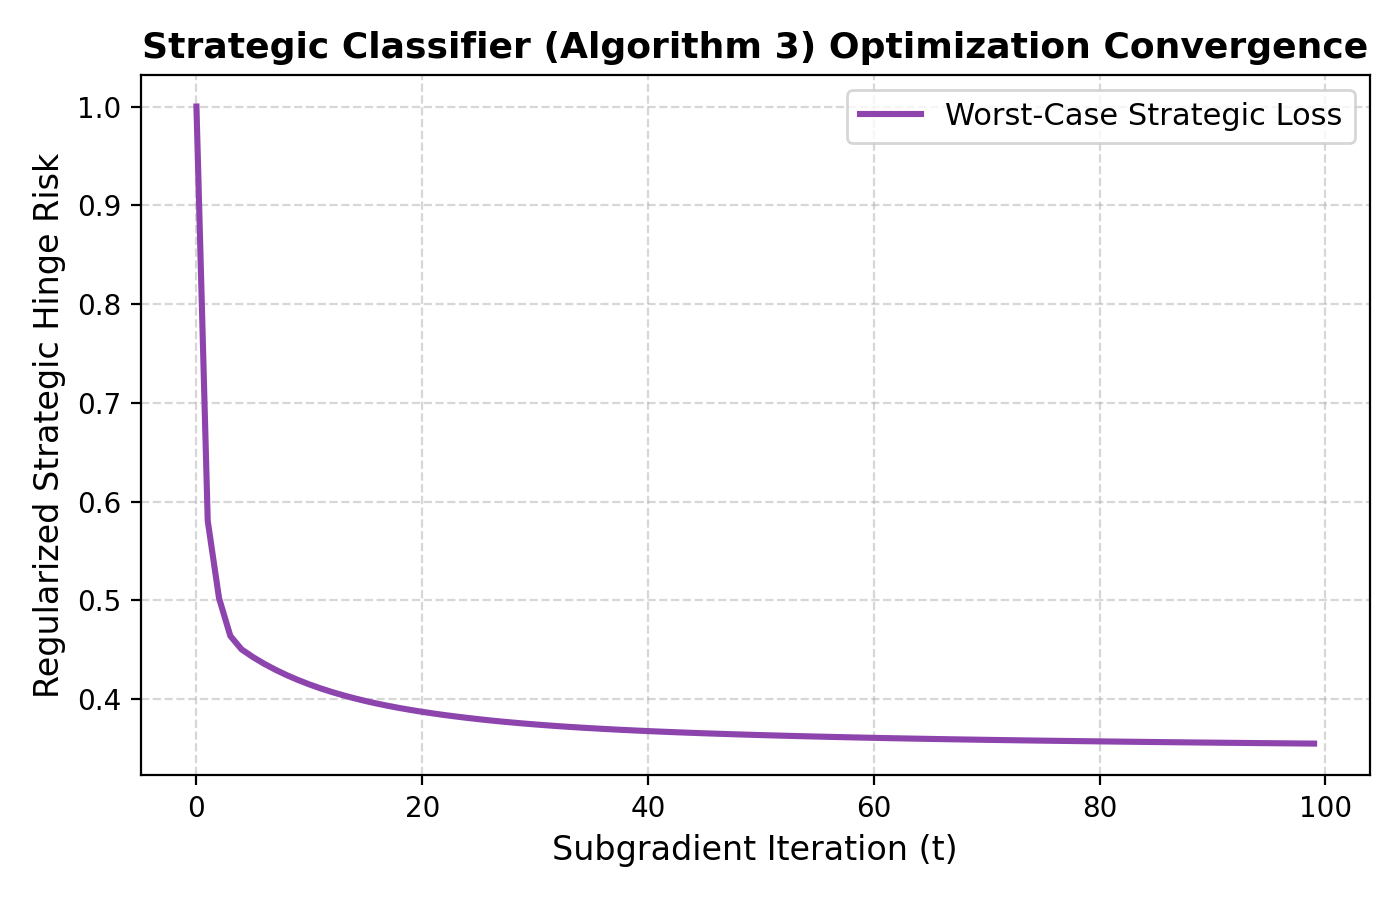 Strategic Classifier (Algorithm 3) Optimization Convergence
Worst-Case Strategic Loss
Regularized Strategic Hinge Risk
1.0
0.9
0.8
0.7
0.6
0.5
0.4
0 20 40 60 80 100
Subgradient Iteration (t)